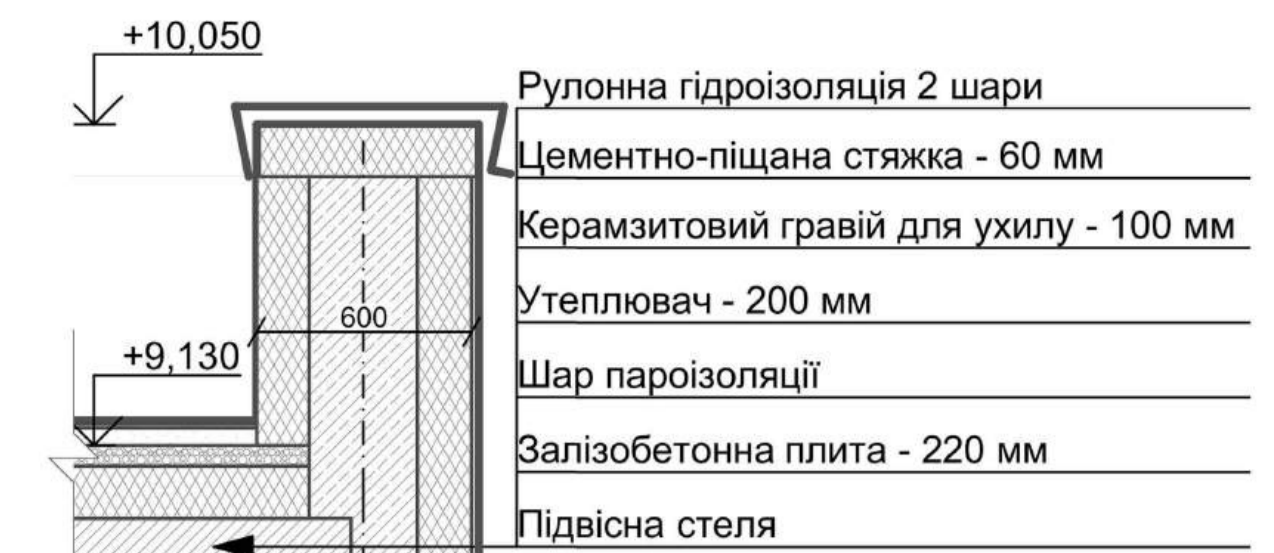 +10,050
Рулонна гідроізоляція 2 шари
Цементно-піщана стяжка - 60 мм
Керамзитовий гравій для ухилу - 100 мм
Утеплювач - 200 мм
600
+9,130
Шар пароізоляції
Залізобетонна плита - 220 мм
Підвісна стеля